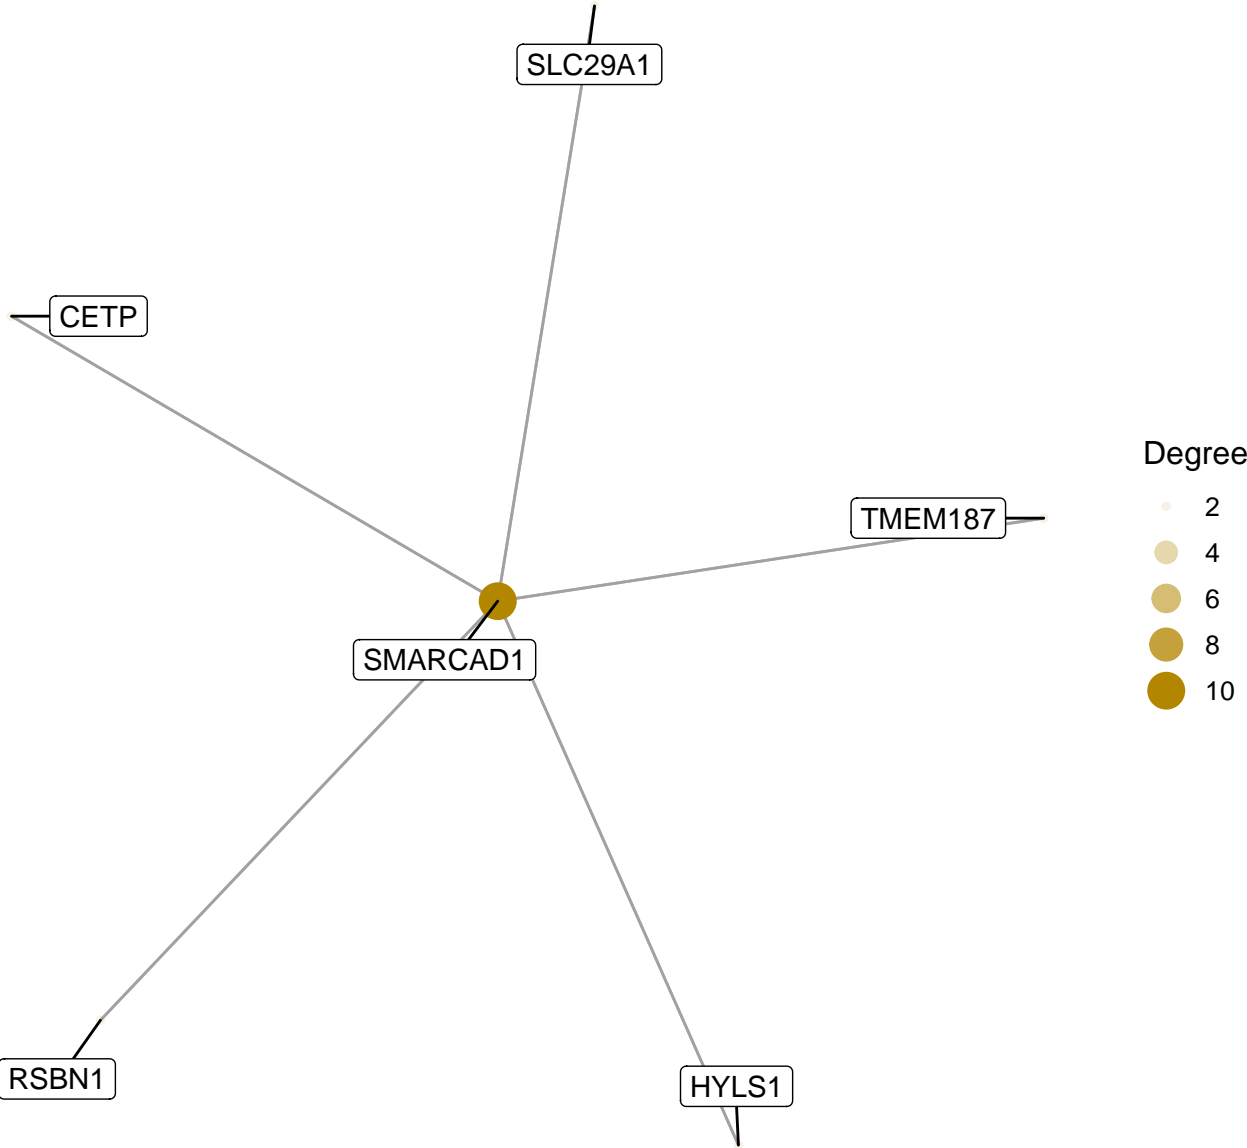 SLC29A1
CETP
TMEM187
SMARCAD1
RSBN1
HYLS1
Degree
2
4
6
8
10